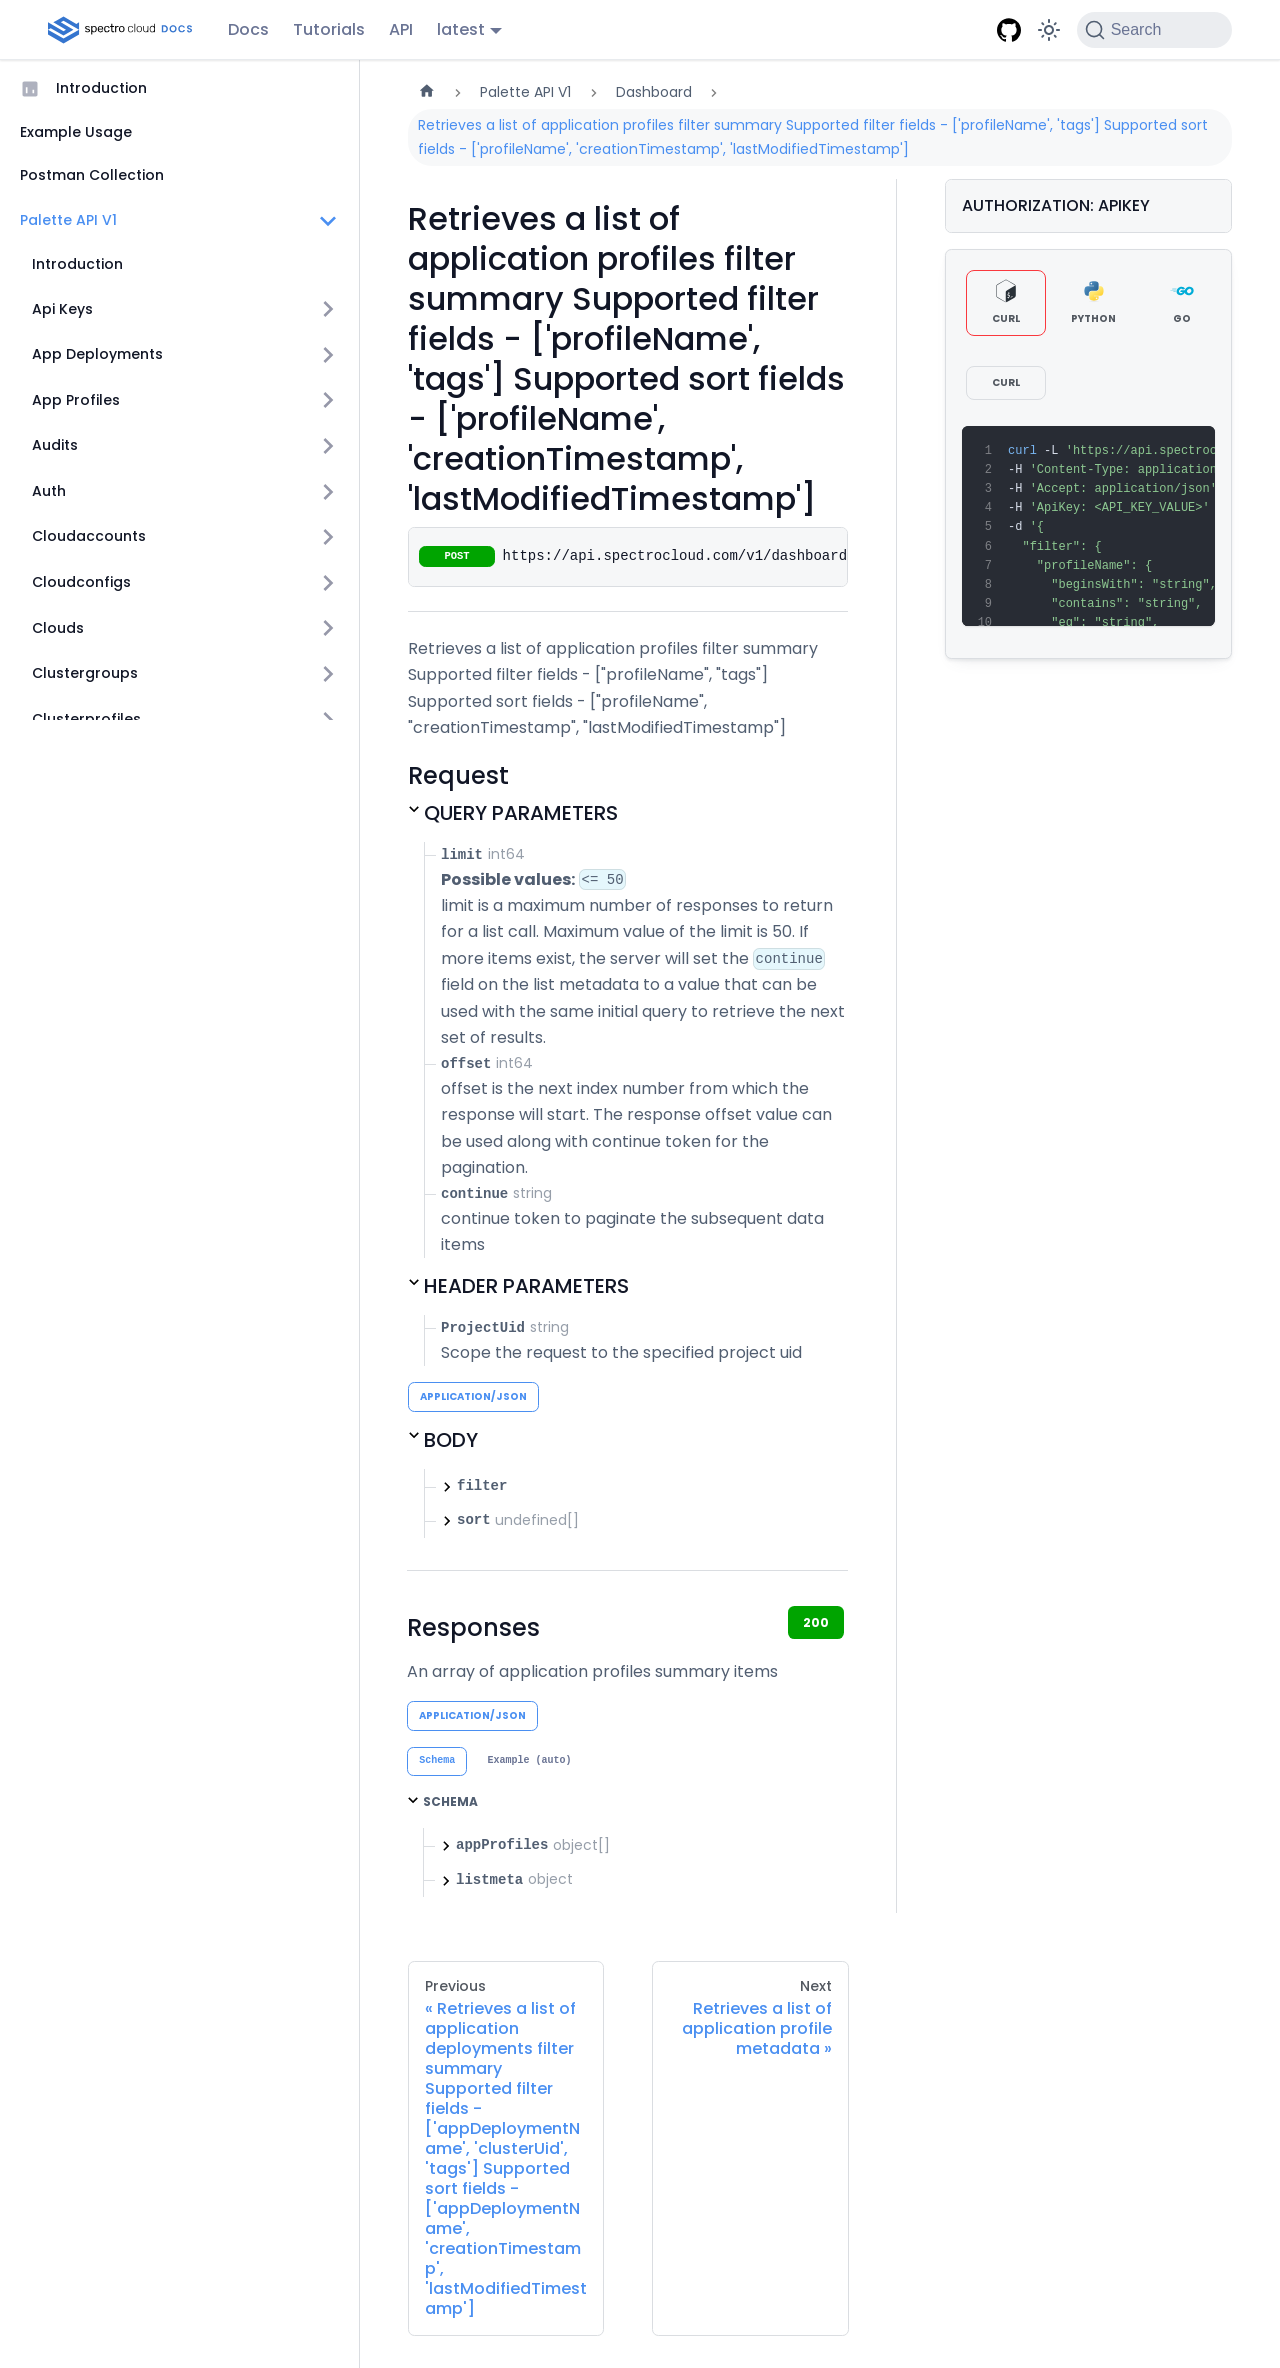 spectro cloud DOCS
Docs
Tutorials
API
latest
Search
Introduction
Example Usage
Postman Collection
Palette API V1
Introduction
Api Keys
App Deployments
App Profiles
Audits
Auth
Cloudaccounts
Cloudconfigs
Clouds
Clustergroups
Clusterprofiles
Palette API V1
Dashboard
Retrieves a list of application profiles filter summary Supported filter fields - ['profileName', 'tags'] Supported sort
fields - ['profileName', 'creationTimestamp', 'lastModifiedTimestamp']
Retrieves a list of
application profiles filter
summary Supported filter
fields - ['profileName',
'tags'] Supported sort fields
- ['profileName',
'creationTimestamp',
'lastModifiedTimestamp']
POST https://api.spectrocloud.com/v1/dashboard
Retrieves a list of application profiles filter summary
Supported filter fields - ["profileName", "tags"]
Supported sort fields - ["profileName",
"creationTimestamp", "lastModifiedTimestamp"]
Request
QUERY PARAMETERS
limit int64
Possible values: <= 50
limit is a maximum number of responses to return
for a list call. Maximum value of the limit is 50. If
more items exist, the server will set the continue
field on the list metadata to a value that can be
used with the same initial query to retrieve the next
set of results.
offset int64
offset is the next index number from which the
response will start. The response offset value can
be used along with continue token for the
pagination.
continue string
continue token to paginate the subsequent data
items
HEADER PARAMETERS
ProjectUid string
Scope the request to the specified project uid
APPLICATION/JSON
BODY
filter
sort undefined[]
Responses
200
An array of application profiles summary items
APPLICATION/JSON
Schema
Example (auto)
SCHEMA
appProfiles object[]
listmeta object
AUTHORIZATION: APIKEY
CURL
PYTHON
GO
CURL
1 curl -L 'https://api.spectroc
2 -H 'Content-Type: application
3 -H 'Accept: application/json'
4 -H 'ApiKey: <API_KEY_VALUE>'
5 -d '{
6 "filter": {
7 "profileName": {
8 "beginsWith": "string",
9 "contains": "string",
10 "eq": "string",
Previous
« Retrieves a list of
application
deployments filter
summary
Supported filter
fields -
['appDeploymentN
ame', 'clusterUid',
'tags'] Supported
sort fields -
['appDeploymentN
ame',
'creationTimestam
p',
'lastModifiedTimest
amp']
Next
Retrieves a list of
application profile
metadata »